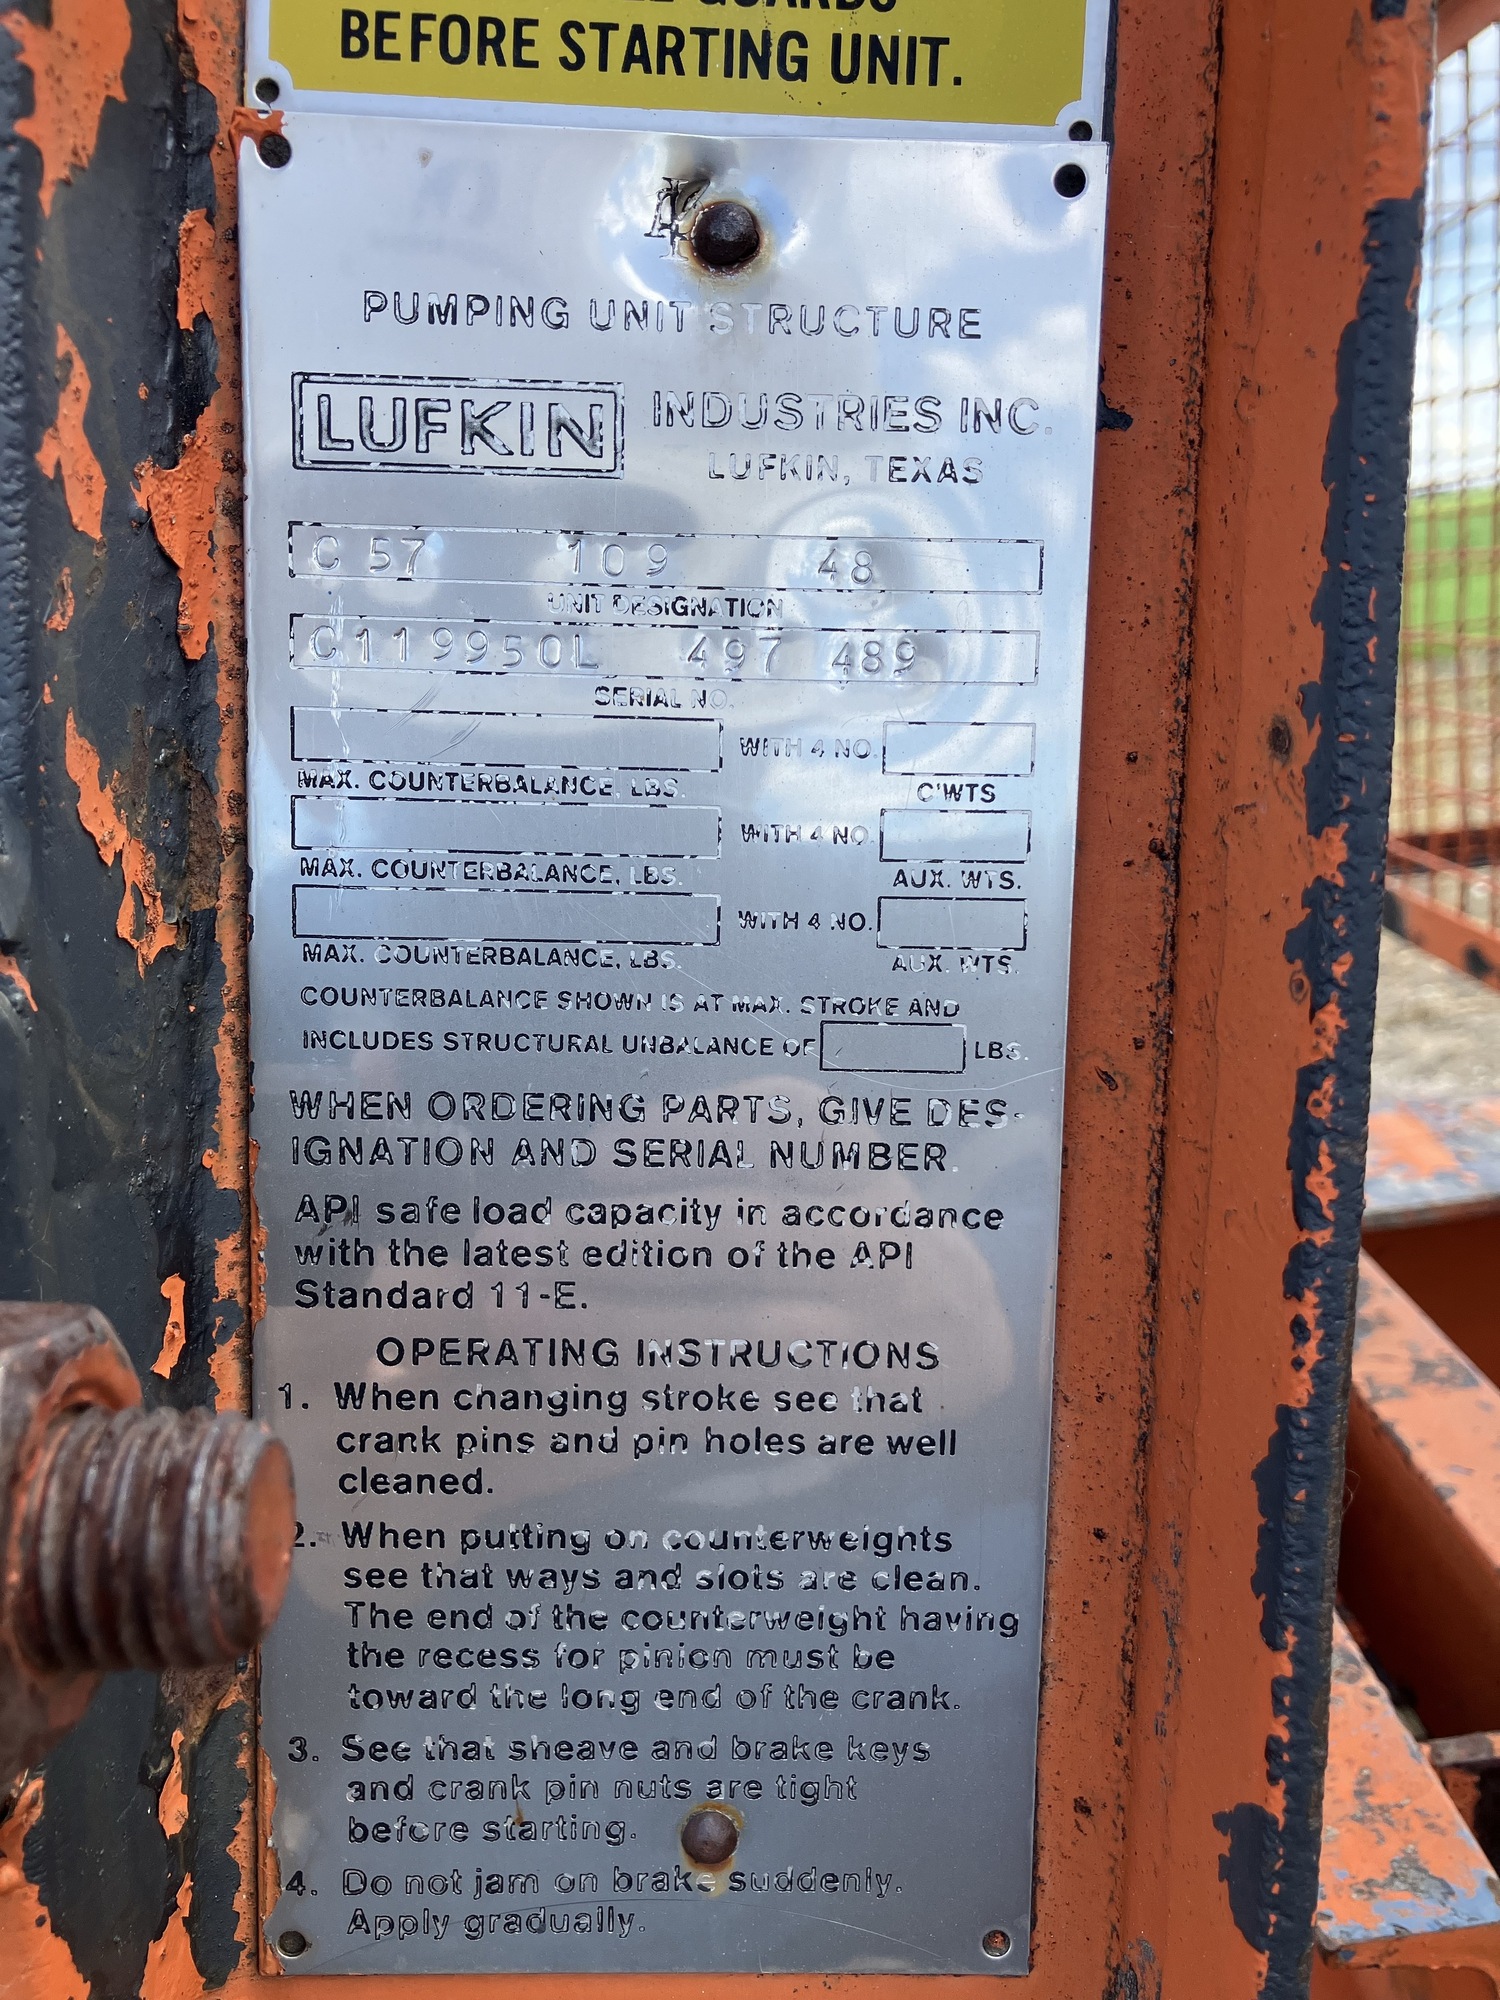 GUARDS
BEFORE STARTING UNIT.
PUMPING UNIT STRUCTURE
LUFKIN INDUSTRIES INC.
LUFKIN, TEXAS
C 57 109 48
UNIT DESIGNATION
C119950L 497 489
SERIAL NO.
WITH 4 NO.
MAX. COUNTERBALANCE, LBS. C'WTS
WITH 4 NO.
MAX. COUNTERBALANCE, LBS. AUX. WTS.
WITH 4 NO.
MAX. COUNTERBALANCE, LBS. AUX. WTS.
COUNTERBALANCE SHOWN IS AT MAX. STROKE AND
INCLUDES STRUCTURAL UNBALANCE OF LBS.
WHEN ORDERING PARTS, GIVE DES-
IGNATION AND SERIAL NUMBER.
API safe load capacity in accordance
with the latest edition of the API
Standard 11-E.
OPERATING INSTRUCTIONS
1. When changing stroke see that
crank pins and pin holes are well
cleaned.
2. When putting on counterweights
see that ways and slots are clean.
The end of the counterweight having
the recess for pinion must be
toward the long end of the crank.
3. See that sheave and brake keys
and crank pin nuts are tight
before starting.
4. Do not jam on brake suddenly.
Apply gradually.